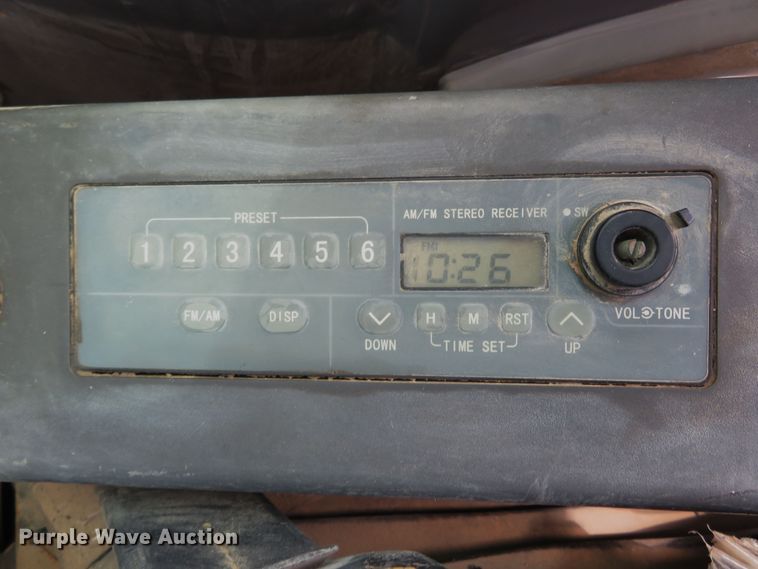 PRESET
1 2 3 4 5 6
AM/FM STEREO RECEIVER
SW
FM1
10:26
FM/AM DISP
H M RST
VOL TONE
DOWN TIME SET UP
Purple Wave Auction